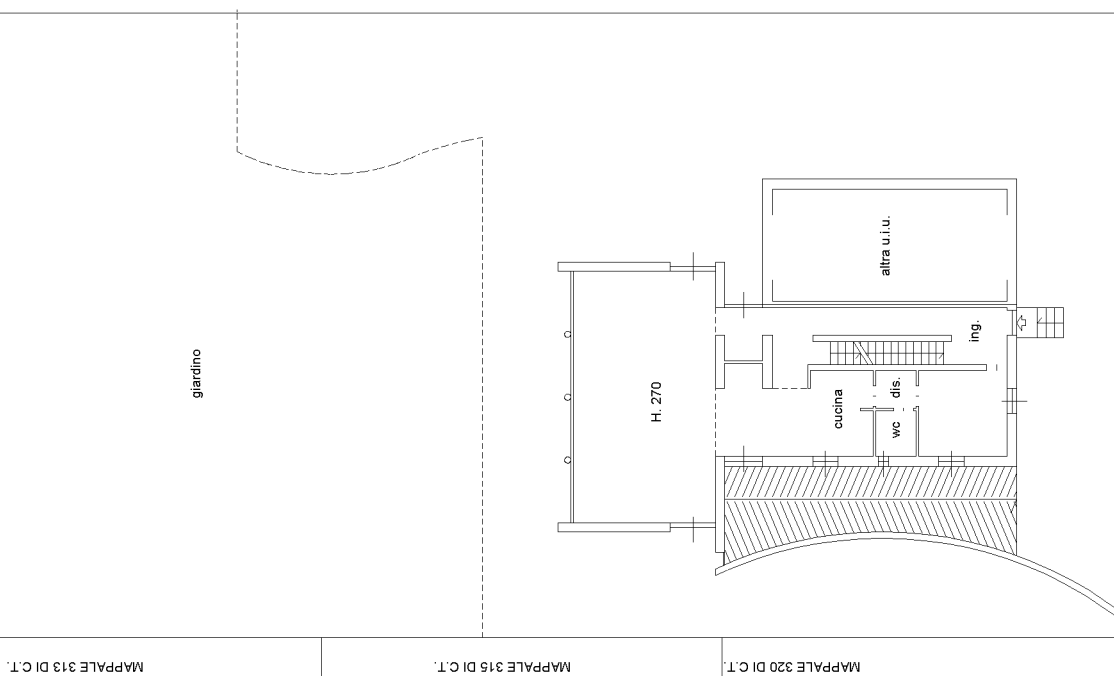 giardino
H. 270
altra u.i.u.
ing.
cucina
dis.
wc
MAPPALE 313 DI C.T.
MAPPALE 315 DI C.T.
MAPPALE 320 DI C.T.